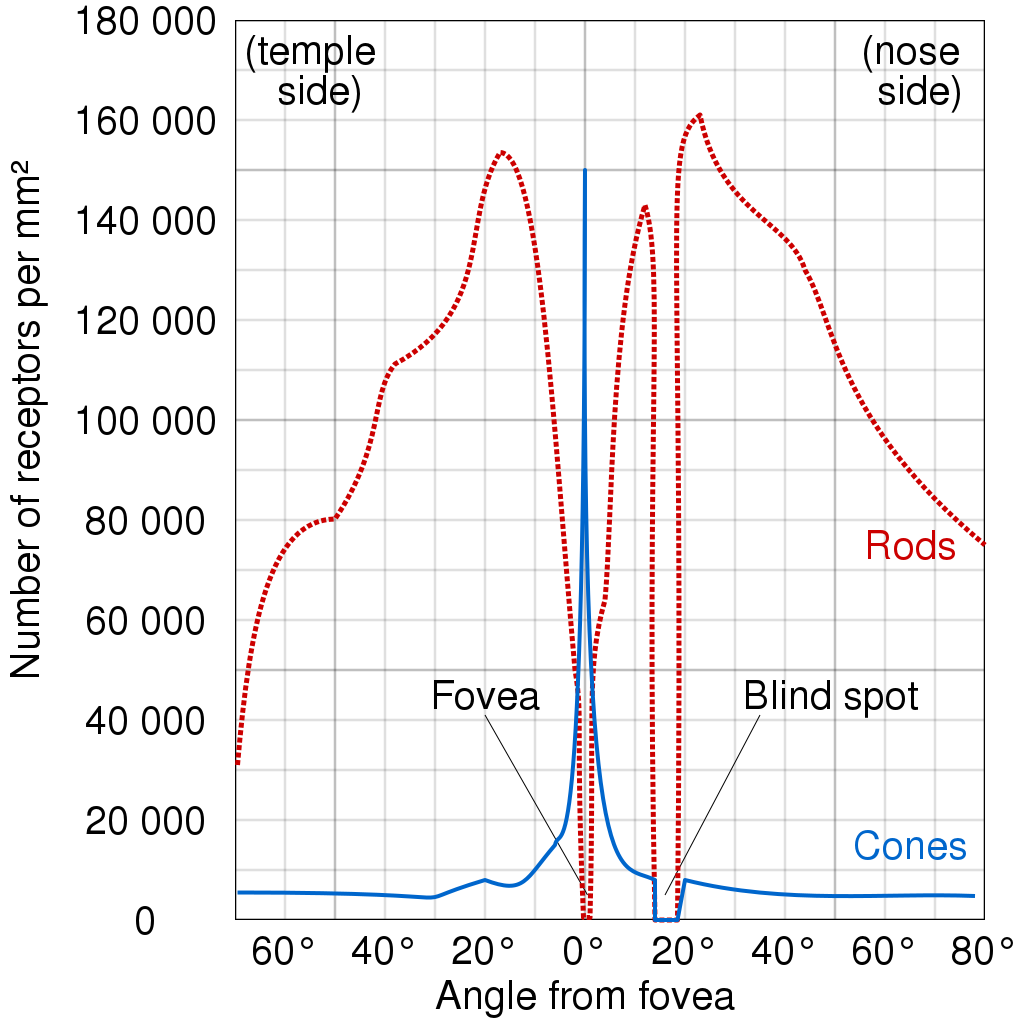 180 000
160 000
140 000
120 000
100 000
80 000
60 000
40 000
20 000
0
Number of receptors per mm²
(temple
side)
(nose
side)
Rods
Fovea
Blind spot
Cones
60° 40° 20° 0° 20° 40° 60° 80°
Angle from fovea